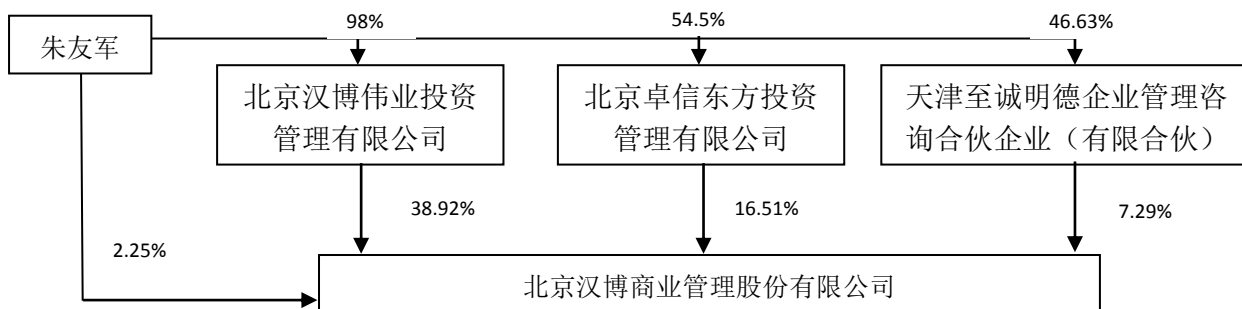 98%
54.5%
46.63%
朱友军
北京汉博伟业投资
管理有限公司
北京卓信东方投资
管理有限公司
天津至诚明德企业管理咨
询合伙企业（有限合伙）
38.92%
16.51%
7.29%
2.25%
北京汉博商业管理股份有限公司